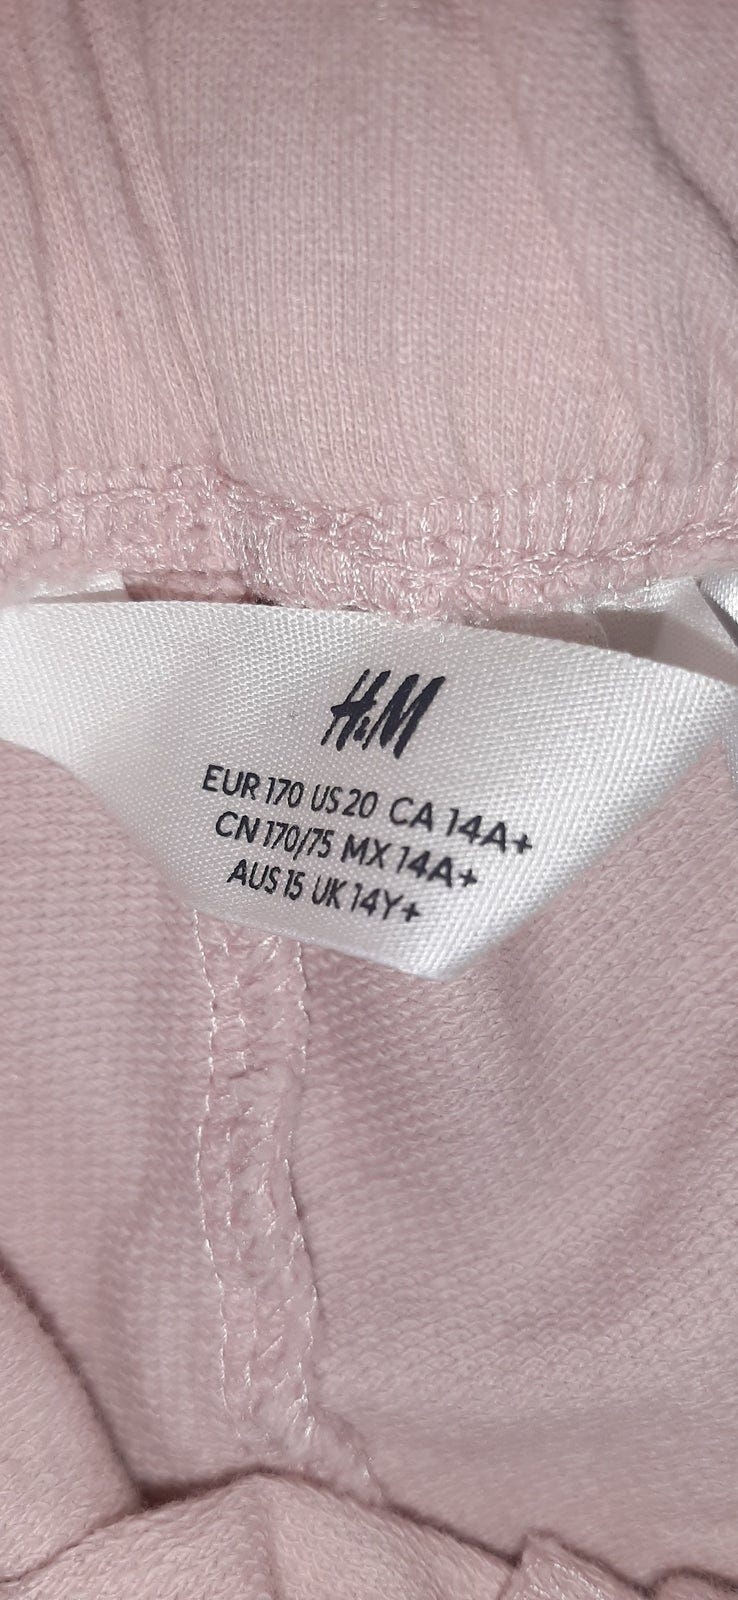 H&M
EUR 170 US 20 CA 14A+
CN 170/75 MX 14A+
AUS 15 UK 14Y+